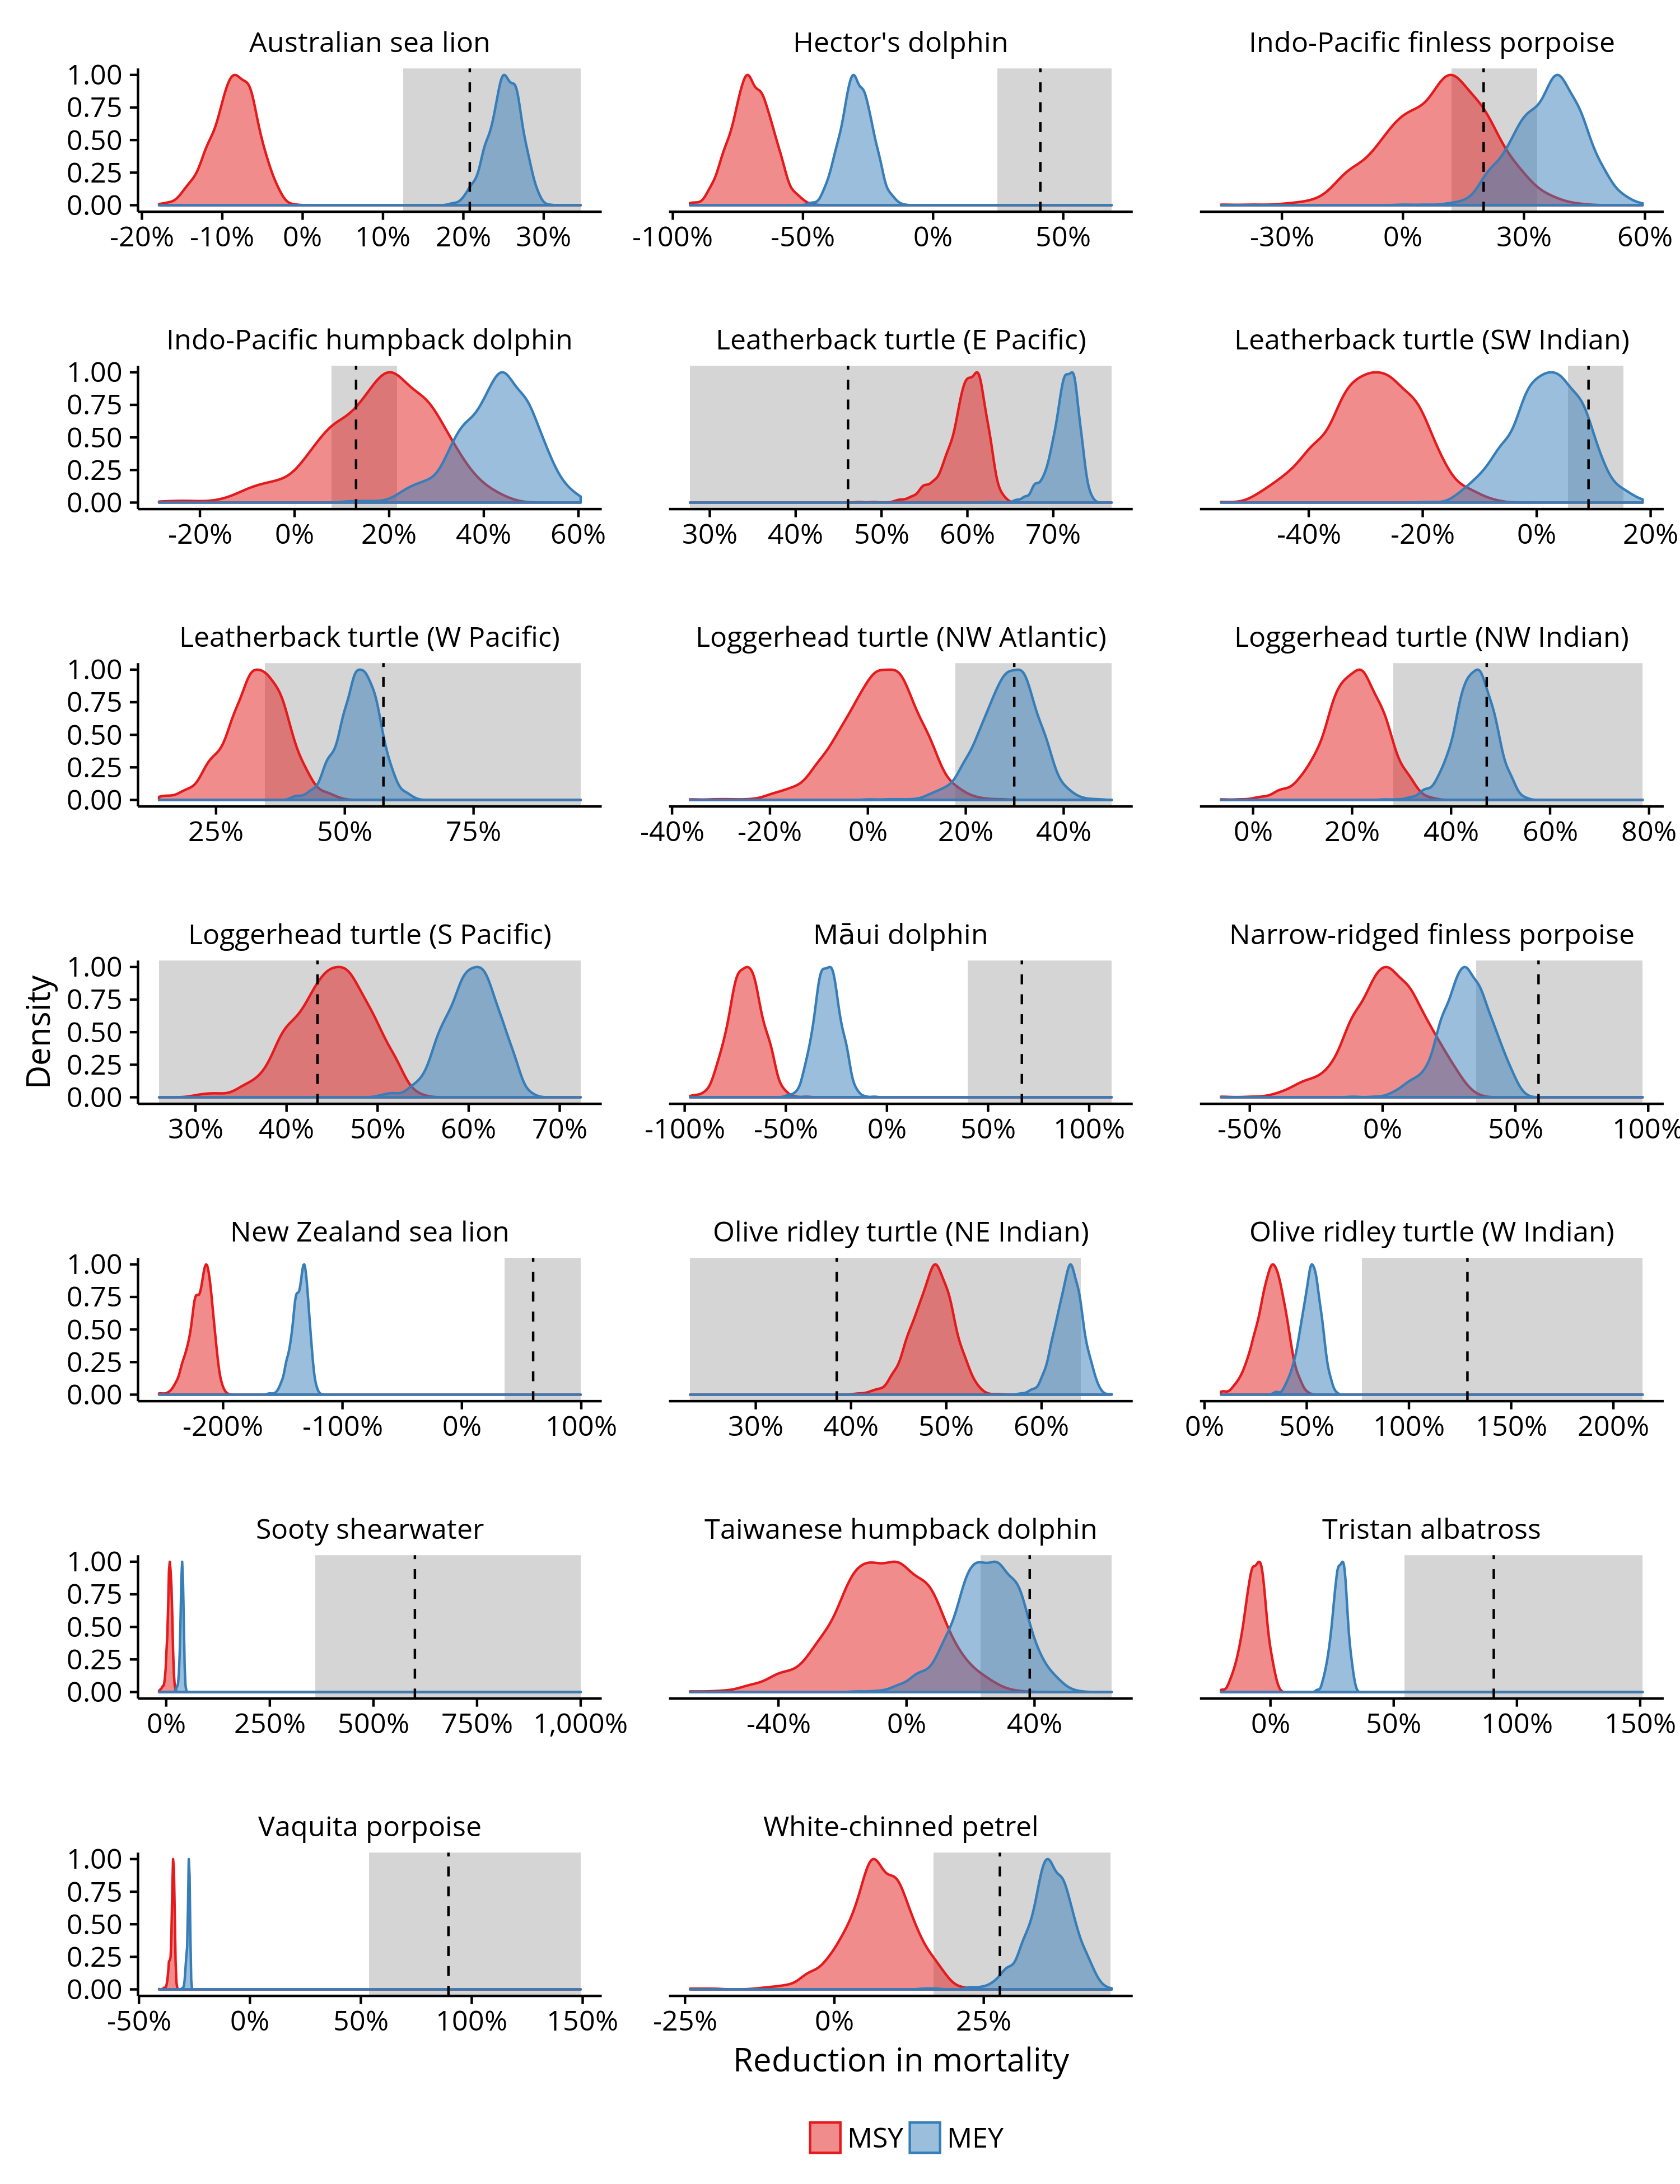 Australian sea lion Hector's dolphin Indo-Pacific finless porpoise
1.00
0.75
0.50
0.25
0.00
-20% -10% 0% 10% 20% 30% -100% -50% 0% 50% -30% 0% 30% 60%
Indo-Pacific humpback dolphin Leatherback turtle (E Pacific) Leatherback turtle (SW Indian)
1.00
0.75
0.50
0.25
0.00
-20% 0% 20% 40% 60% 30% 40% 50% 60% 70% -40% -20% 0% 20%
Leatherback turtle (W Pacific) Loggerhead turtle (NW Atlantic) Loggerhead turtle (NW Indian)
1.00
0.75
0.50
0.25
0.00
25% 50% 75% -40% -20% 0% 20% 40% 0% 20% 40% 60% 80%
Loggerhead turtle (S Pacific) Māui dolphin Narrow-ridged finless porpoise
1.00
0.75
0.50
0.25
0.00
Density
30% 40% 50% 60% 70% -100% -50% 0% 50% 100% -50% 0% 50% 100%
New Zealand sea lion Olive ridley turtle (NE Indian) Olive ridley turtle (W Indian)
1.00
0.75
0.50
0.25
0.00
-200% -100% 0% 100% 30% 40% 50% 60% 0% 50% 100% 150% 200%
Sooty shearwater Taiwanese humpback dolphin Tristan albatross
1.00
0.75
0.50
0.25
0.00
0% 250% 500% 750% 1,000% -40% 0% 40% 0% 50% 100% 150%
Vaquita porpoise White-chinned petrel
1.00
0.75
0.50
0.25
0.00
-50% 0% 50% 100% 150% -25% 0% 25%
Reduction in mortality
MSY MEY